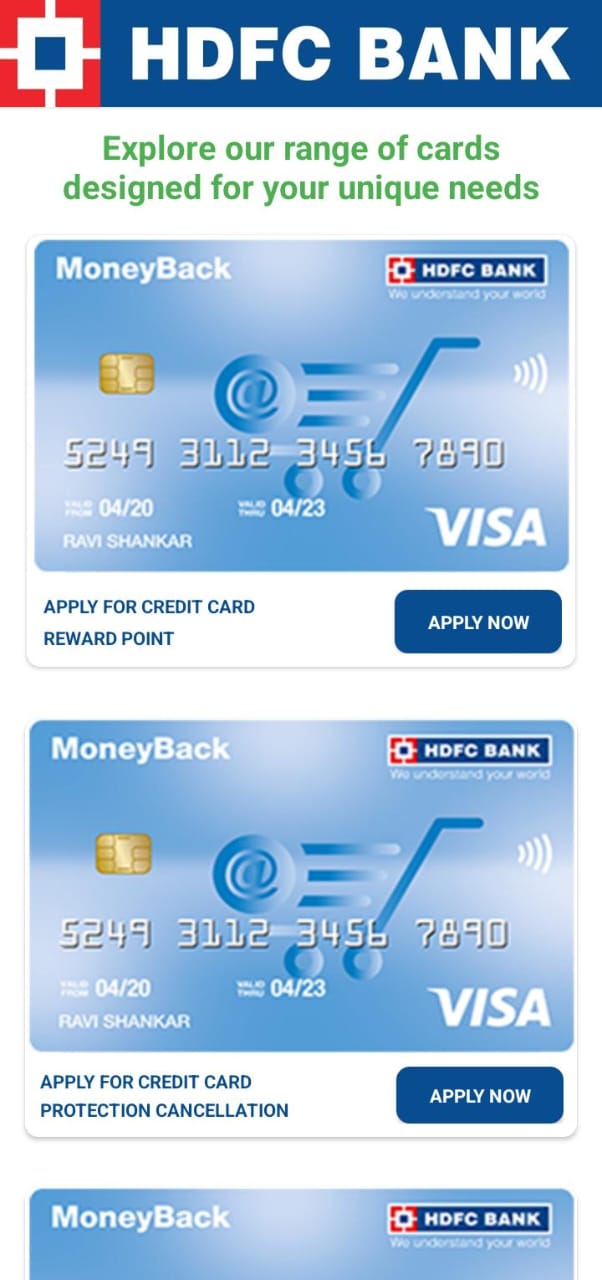 HDFC BANK
Explore our range of cards
designed for your unique needs
MoneyBack
HDFC BANK
We understand your world
@
5249 3112 3456 7890
VALID FROM 04/20 VALID THRU 04/23
RAVI SHANKAR
VISA
APPLY FOR CREDIT CARD
REWARD POINT
APPLY NOW
MoneyBack
HDFC BANK
We understand your world
@
5249 3112 3456 7890
VALID FROM 04/20 VALID THRU 04/23
RAVI SHANKAR
VISA
APPLY FOR CREDIT CARD
PROTECTION CANCELLATION
APPLY NOW
MoneyBack
HDFC BANK
We understand your world